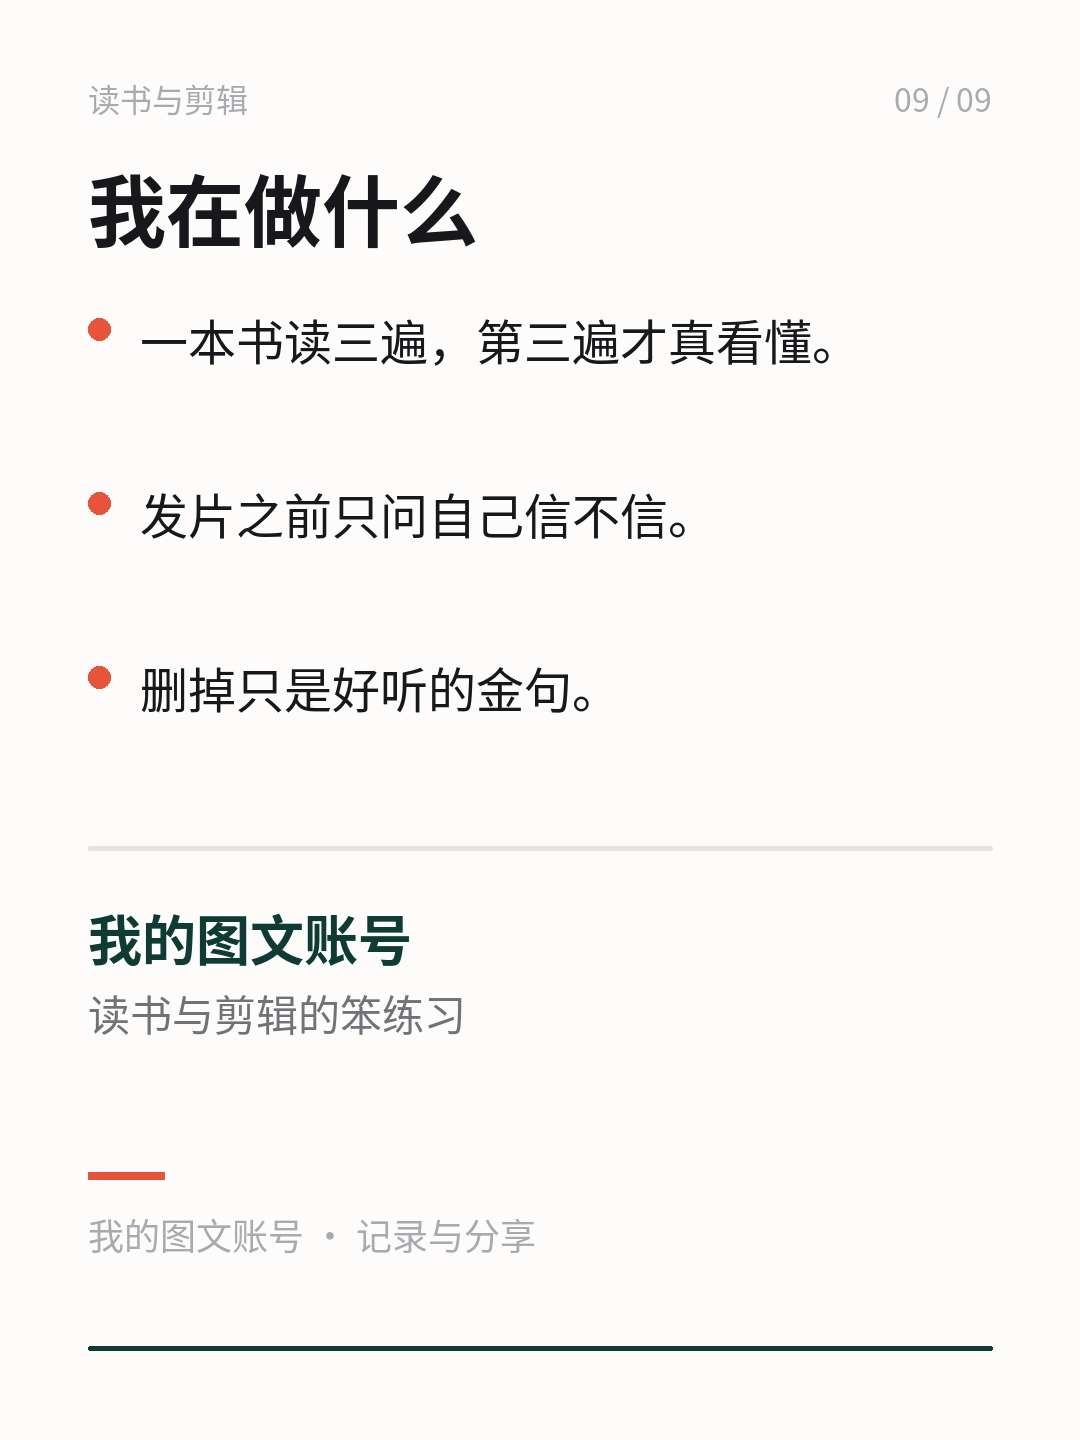 读书与剪辑
09 / 09
我在做什么
一本书读三遍，第三遍才真看懂。
发片之前只问自己信不信。
删掉只是好听的金句。
我的图文账号
读书与剪辑的笨练习
我的图文账号 · 记录与分享